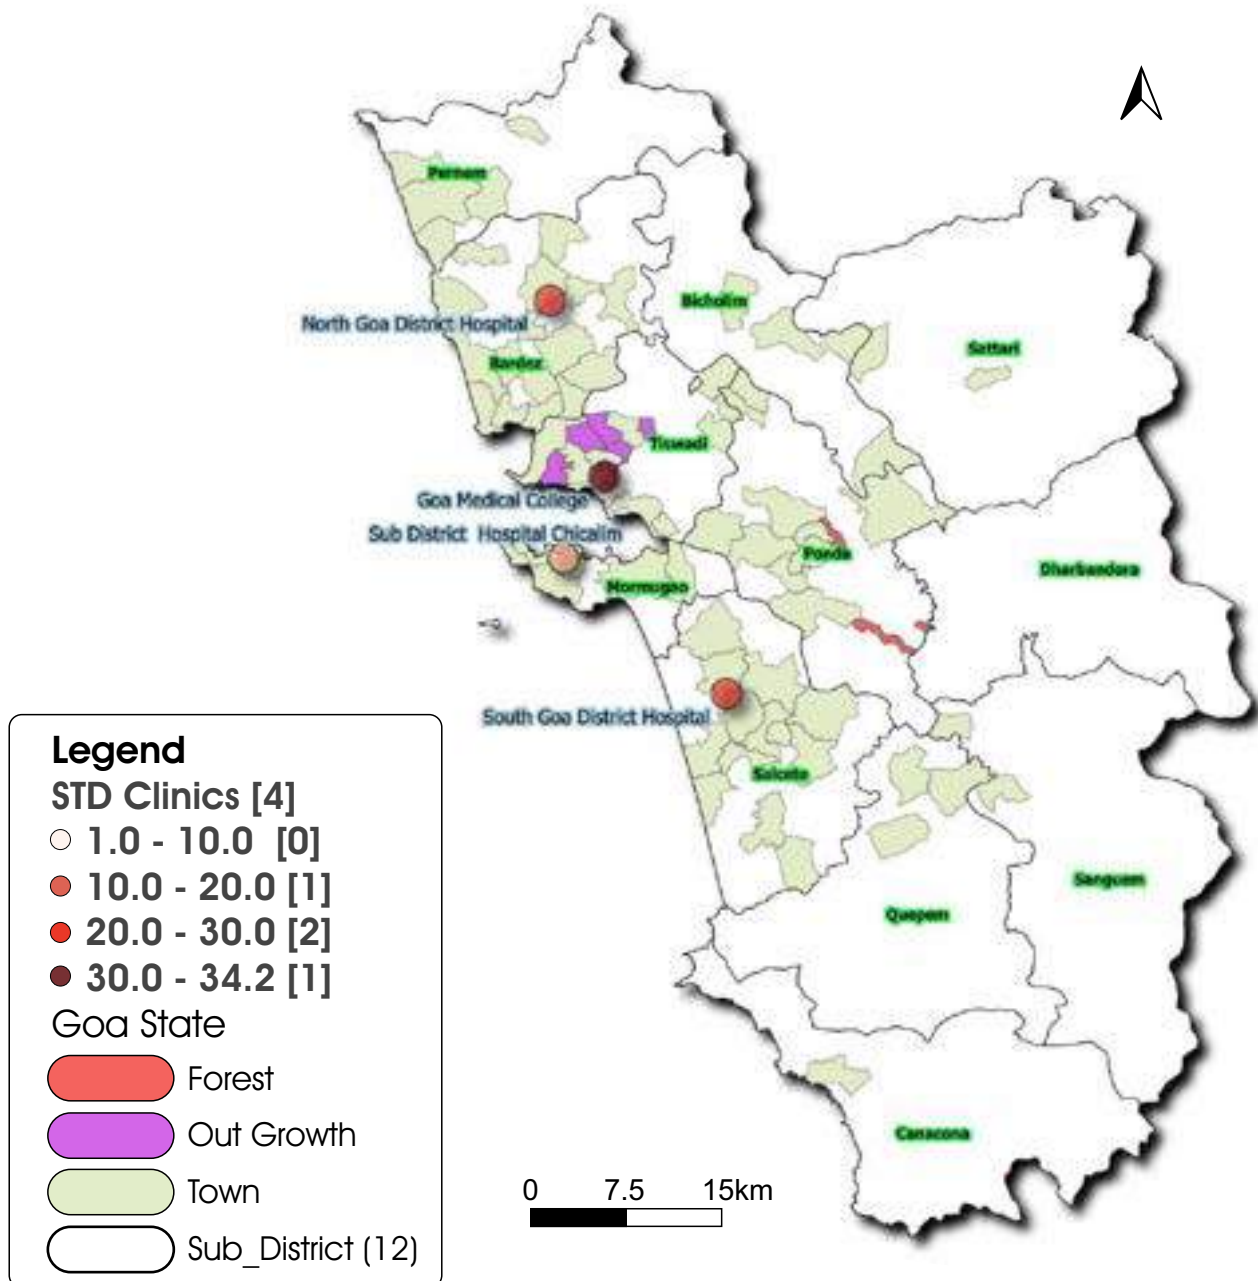 Pernem
Bicholim
North Goa District Hospital
Sattari
Bardez
Tiswadi
Goa Medical College
Sub District Hospital Chicalim
Ponda
Dharbandora
Mormugao
South Goa District Hospital
Salcete
Sanguem
Quepem
Canacona
Legend
STD Clinics [4]
1.0 - 10.0 [0]
10.0 - 20.0 [1]
20.0 - 30.0 [2]
30.0 - 34.2 [1]
Goa State
Forest
Out Growth
Town
Sub_District (12)
0 7.5 15km